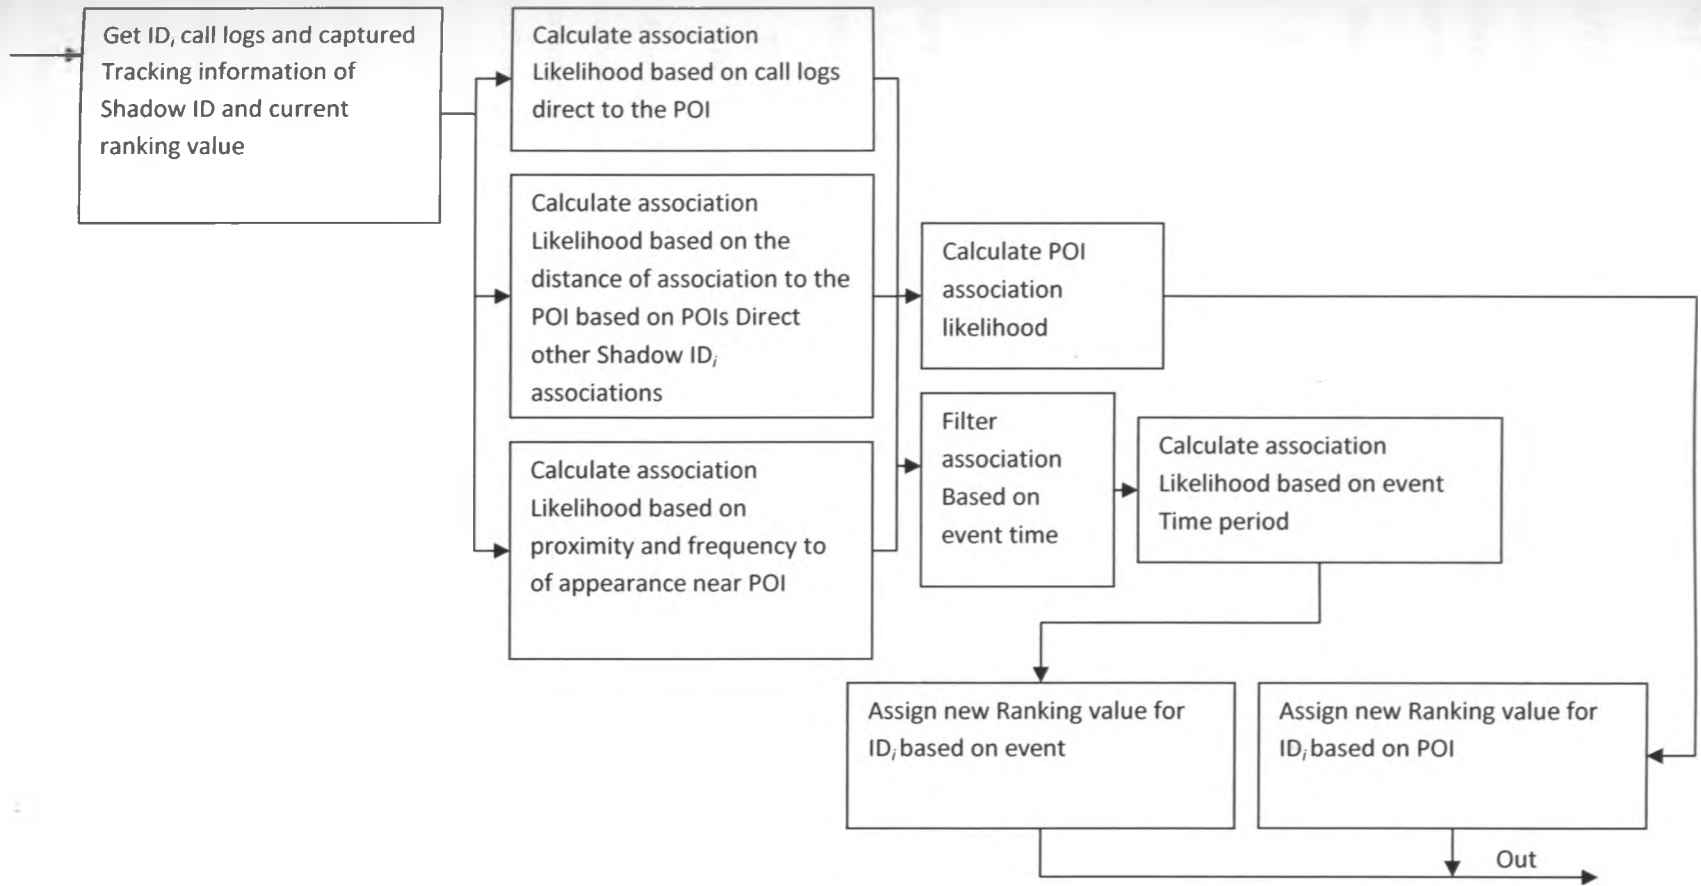 Get ID, call logs and captured
Tracking information of
Shadow ID and current
ranking value
Calculate association
Likelihood based on call logs
direct to the POI
Calculate association
Likelihood based on the
distance of association to the
POI based on POIs Direct
other Shadow IDi
associations
Calculate association
Likelihood based on
proximity and frequency to
of appearance near POI
Calculate POI
association
likelihood
Filter
association
Based on
event time
Calculate association
Likelihood based on event
Time period
Assign new Ranking value for
IDi based on event
Assign new Ranking value for
IDi based on POI
Out